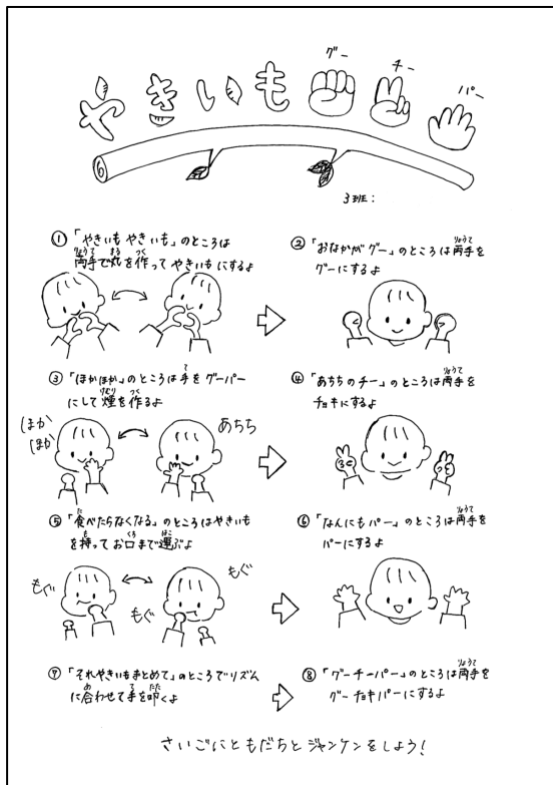 やきいも
グー
チー
パー
3班:
①「やきいも やきいも」のところは
両手で丸を作って やきいもにするよ
②「おなかがグー」のところは両手を
グーにするよ
③「ほかほか」のところは手をグーパー
にして煙を作るよ
④「あちちのチー」のところは両手を
チョキにするよ
ほか
ほか
あちち
⑤「食べたらなくなる」のところはやきいも
を持ってお口まで運ぶよ
⑥「なんにもパー」のところは両手を
パーにするよ
もぐ
もぐ
もぐ
⑦「それやきいもまとめて」のところでリズム
に合わせて手を叩くよ
⑧「グーチーパー」のところは両手を
グーチョキパーにするよ
さいごにともだちとジャンケンをしよう!